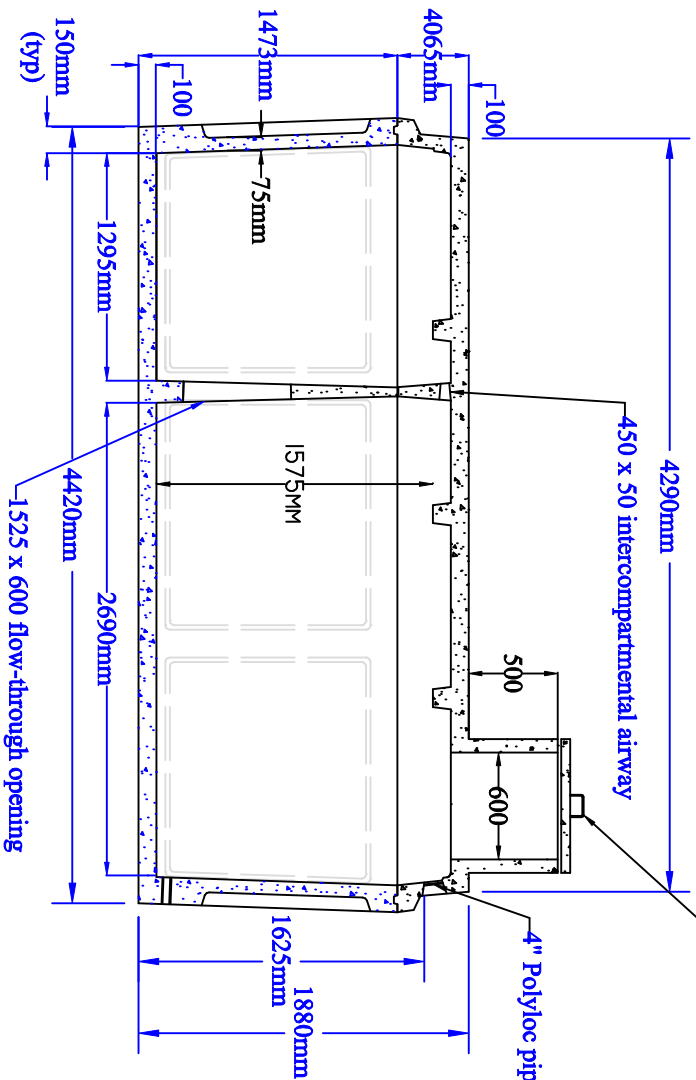 4290mm
500
600
450 x 50 intercompartmental airway
100
4065mm
1473mm
100
150mm
(typ)
75mm
1575MM
1295mm
2690mm
4420mm
1525 x 600 flow-through opening
4" Polyloc pip
1625mm
1880mm